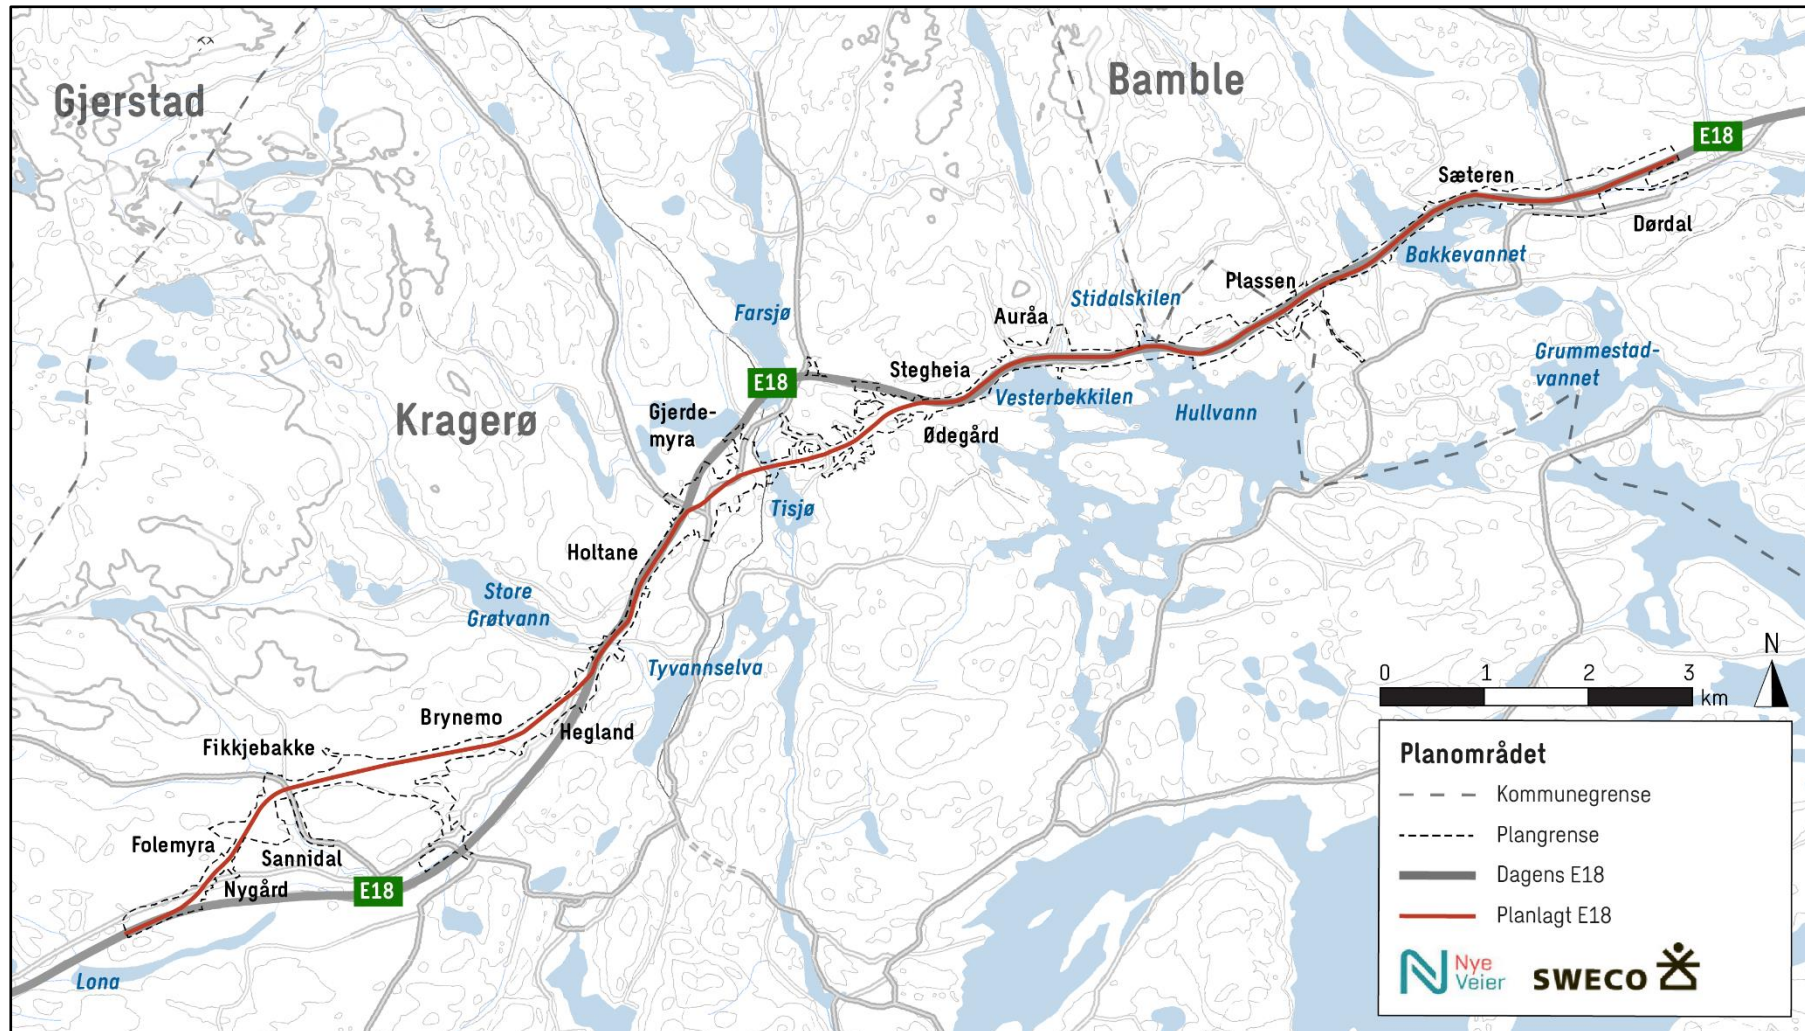 Gjerstad
Bamble
E18
Sæteren
Dørdal
Bakkevannet
Plassen
Stidalskilen
Auråa
Farsjø
Grummestad-
vannet
Stegheia
E18
Vesterbekkilen
Hullvann
Gjerde-
myra
Kragerø
Ødegård
Tisjø
Holtane
Store
Grøtvann
Tyvannselva
N
0 1 2 3
km
Brynemo
Hegland
Fikkjebakke
Folemyra
Sannidal
Nygård
E18
Lona
Planområdet
Kommunegrense
Plangrense
Dagens E18
Planlagt E18
Nye
Veier
SWECO